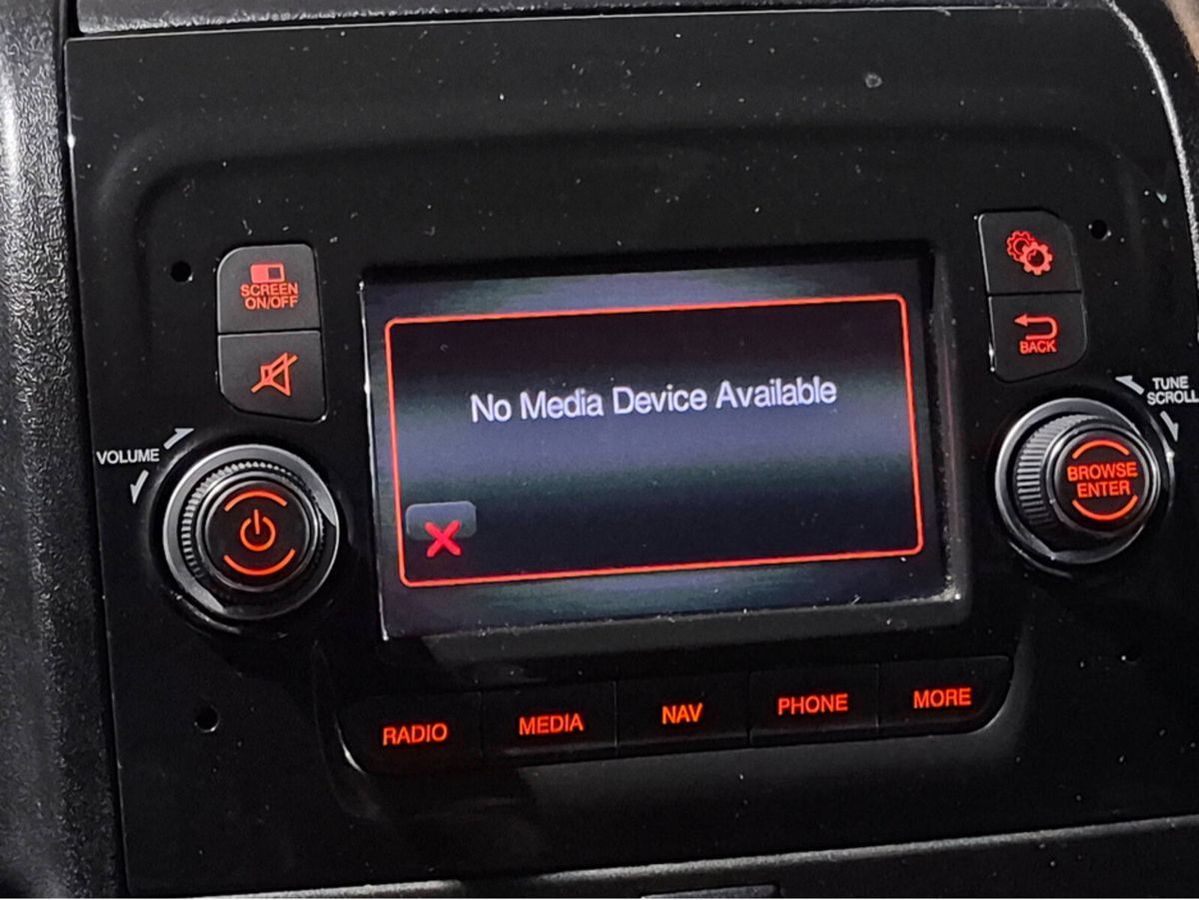 SCREEN
ON/OFF
VOLUME
No Media Device Available
BACK
TUNE
SCROLL
BROWSE
ENTER
RADIO
MEDIA
NAV
PHONE
MORE